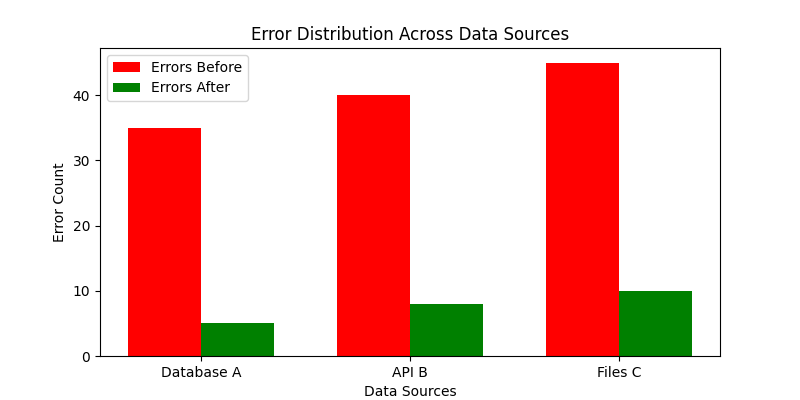 Error Distribution Across Data Sources
Errors Before
Errors After
Error Count
40
30
20
10
0
Database A
API B
Files C
Data Sources